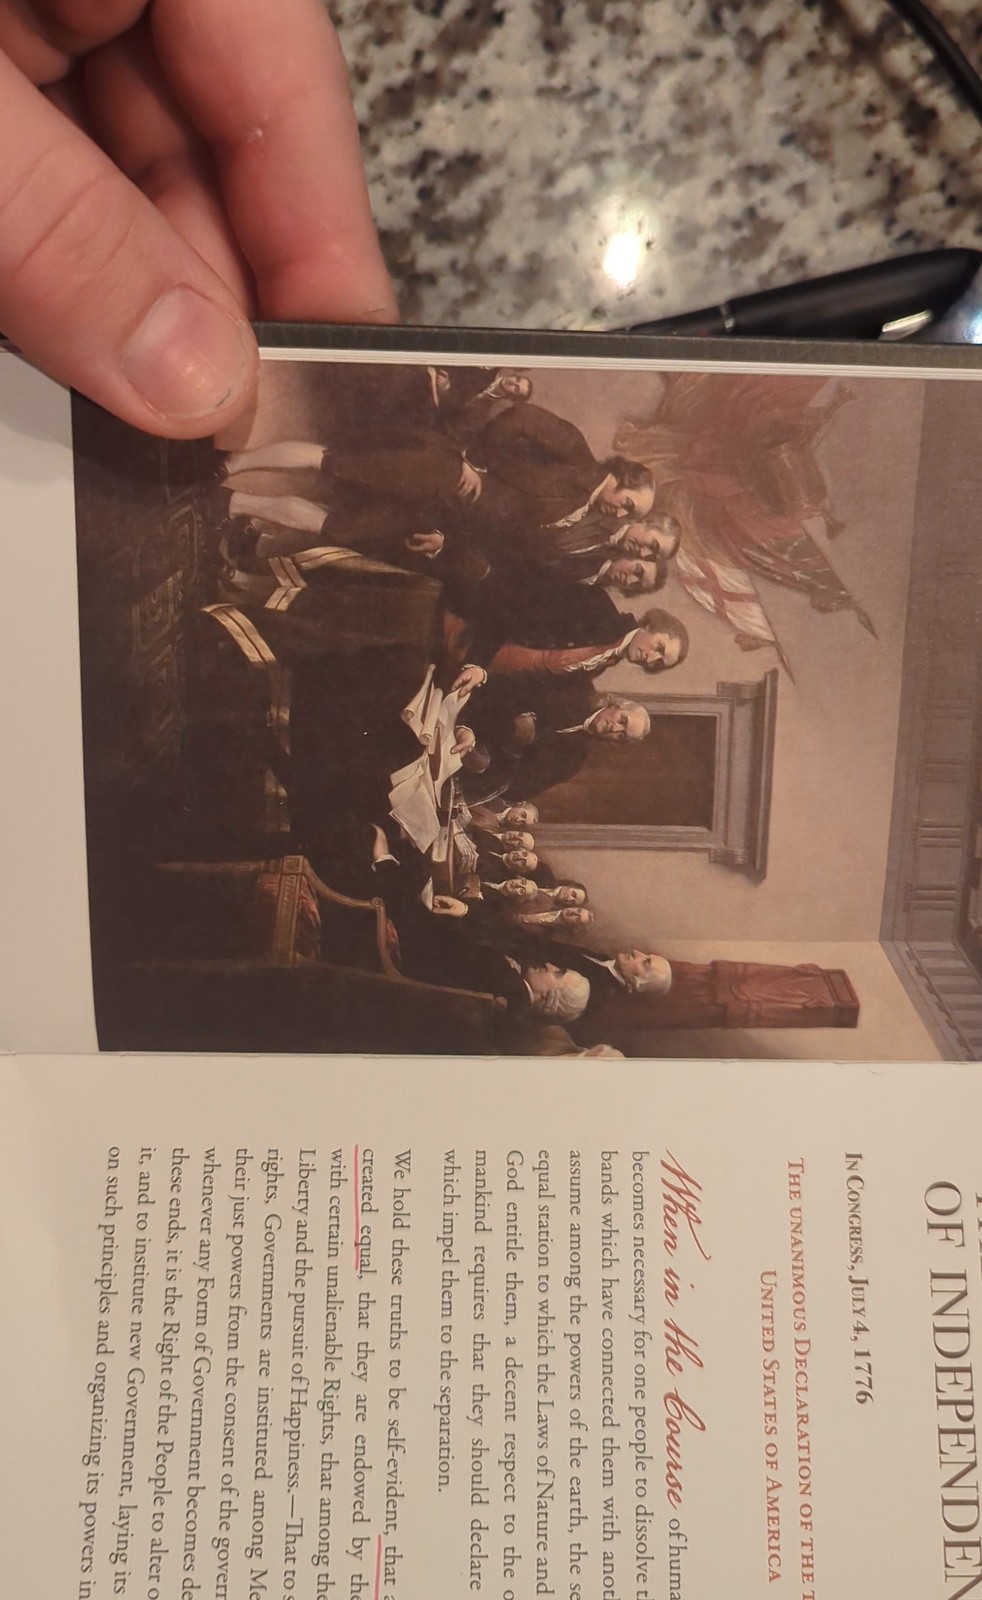 OF INDEPENDEN
IN CONGRESS, JULY 4, 1776
THE UNANIMOUS DECLARATION OF THE T
UNITED STATES OF AMERICA
When in the Course of huma
becomes necessary for one people to dissolve t
bands which have connected them with anot
assume among the powers of the earth, the se
equal station to which the Laws of Nature and
God entitle them, a decent respect to the o
mankind requires that they should declare
which impel them to the separation.
We hold these truths to be self-evident, that a
created equal, that they are endowed by the
with certain unalienable Rights, that among the
Liberty and the pursuit of Happiness.—That to s
rights, Governments are instituted among Me
their just powers from the consent of the govern
whenever any Form of Government becomes de
these ends, it is the Right of the People to alter o
it, and to institute new Government, laying its
on such principles and organizing its powers in